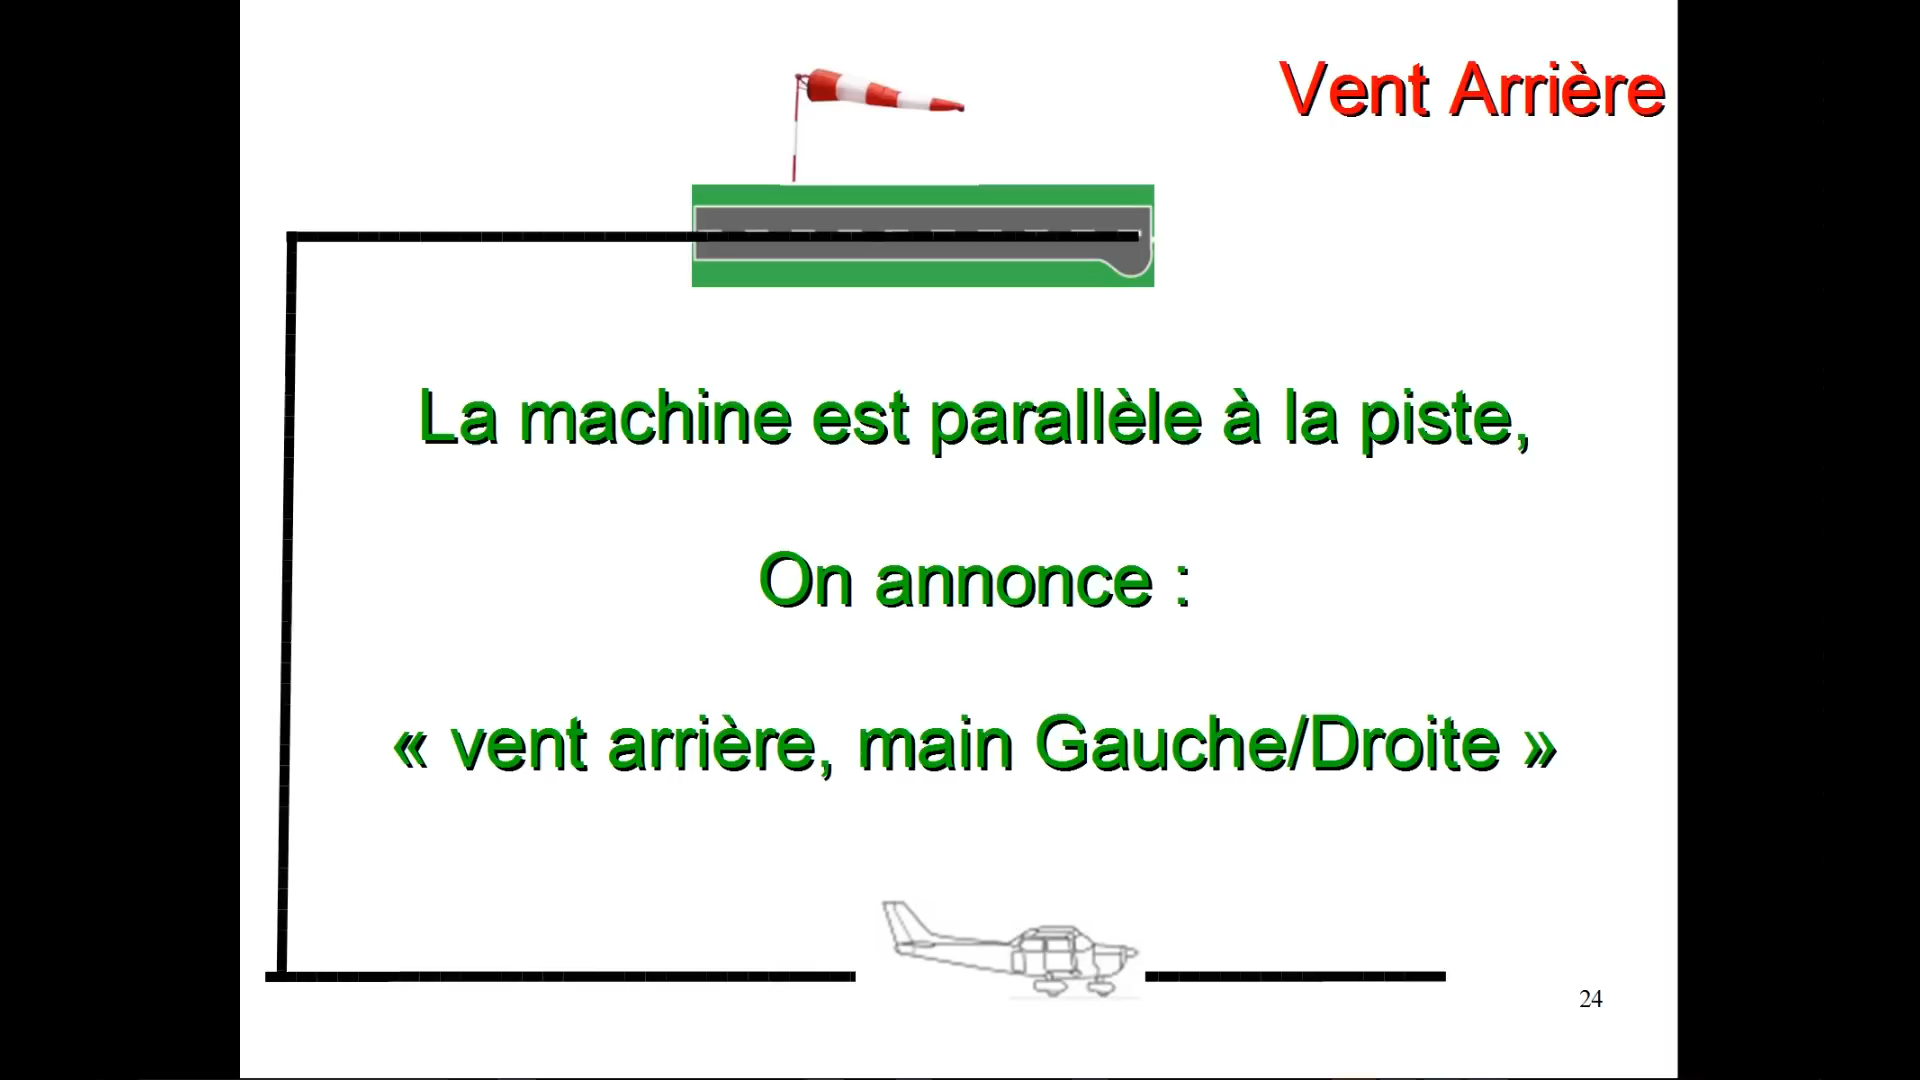 Vent Arrière
La machine est parallèle à la piste,
On annonce :
« vent arrière, main Gauche/Droite »
24